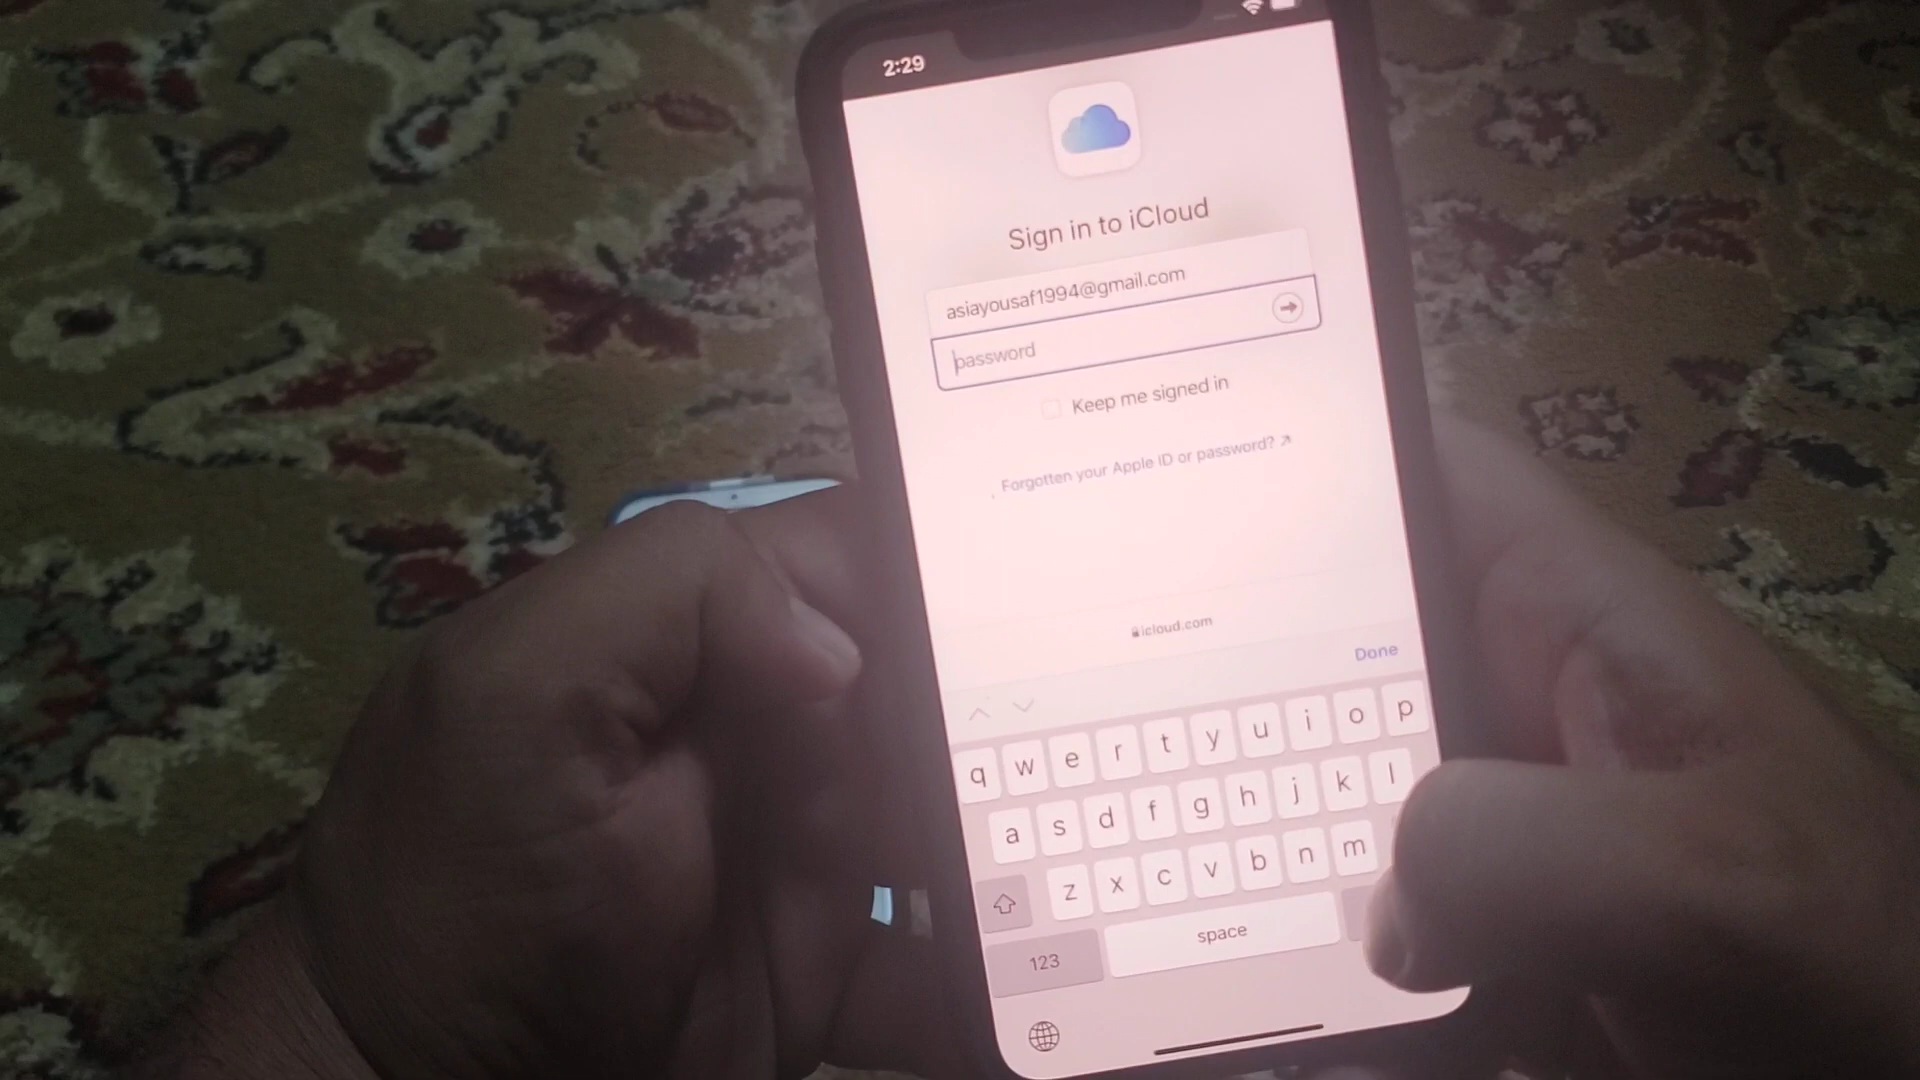 2:29
Sign in to iCloud
asiayousaf1994@gmail.com
password
Keep me signed in
Forgotten your Apple ID or password? ↗
icloud.com
Done
q w e r t y u i o p
a s d f g h j k l
z x c v b n m
123 space